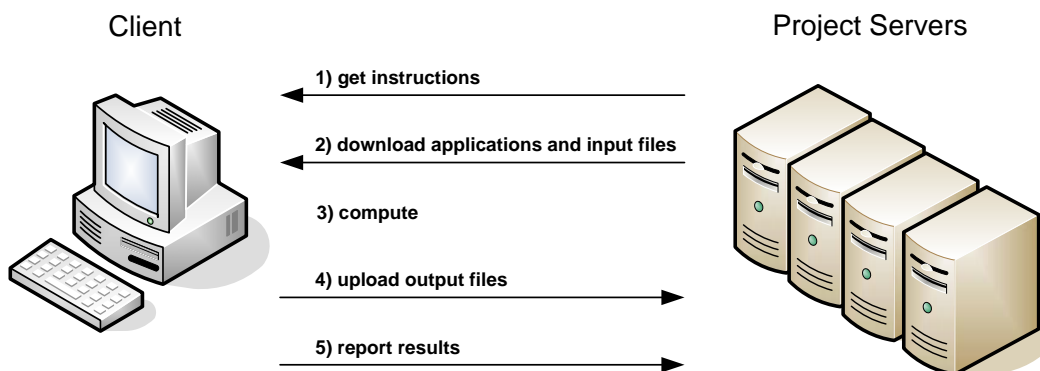 Client
Project Servers
1) get instructions
2) download applications and input files
3) compute
4) upload output files
5) report results